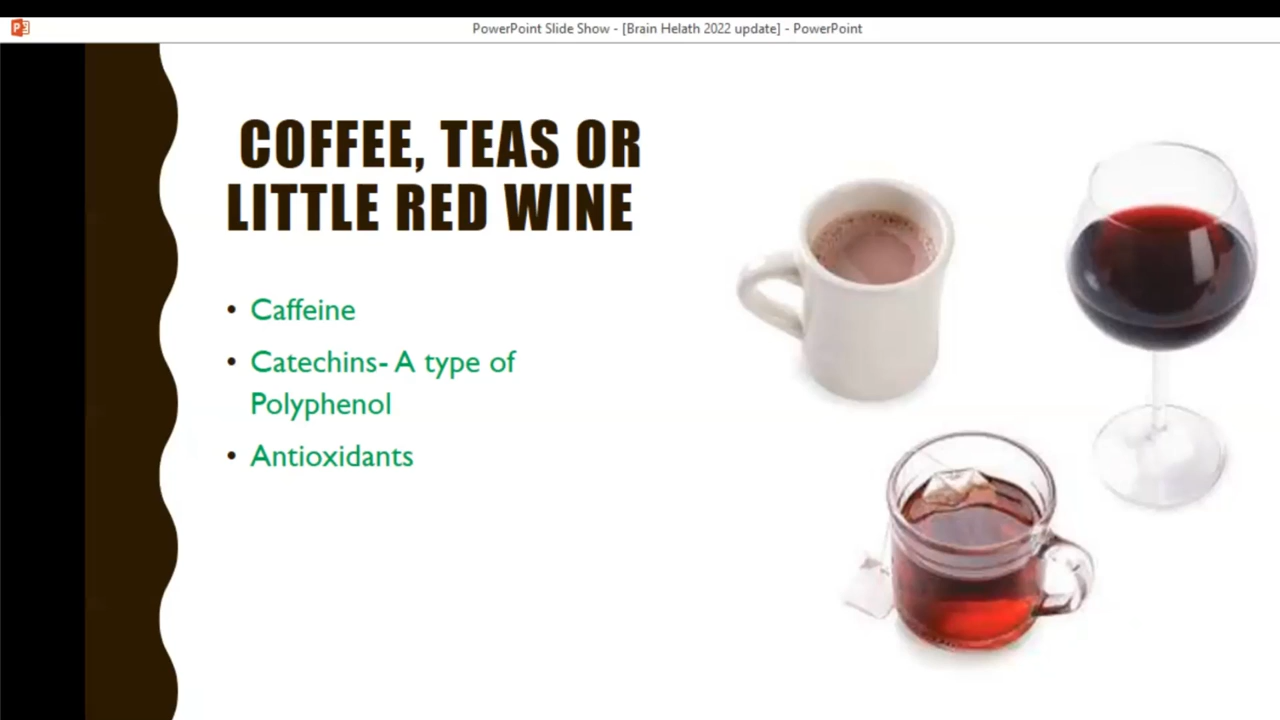 PowerPoint Slide Show - [Brain Helath 2022 update] - PowerPoint
COFFEE, TEAS OR
LITTLE RED WINE
• Caffeine
• Catechins- A type of
Polyphenol
• Antioxidants